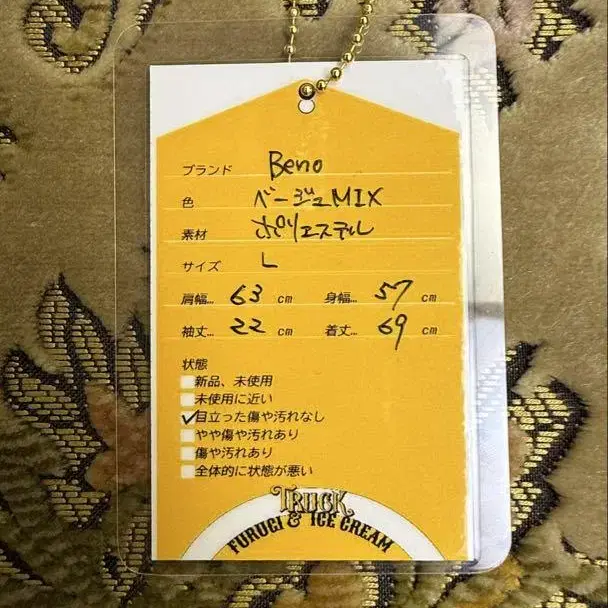 ブランド Beno
色 ベージュMIX
素材 ポリエステル
サイズ L
肩幅... 63 cm 身幅... 57 cm
袖丈... 22 cm 着丈... 69 cm
状態
新品、未使用
未使用に近い
✓目立った傷や汚れなし
やや傷や汚れあり
傷や汚れあり
全体的に状態が悪い
TRUCK
FURUGI & ICE CREAM